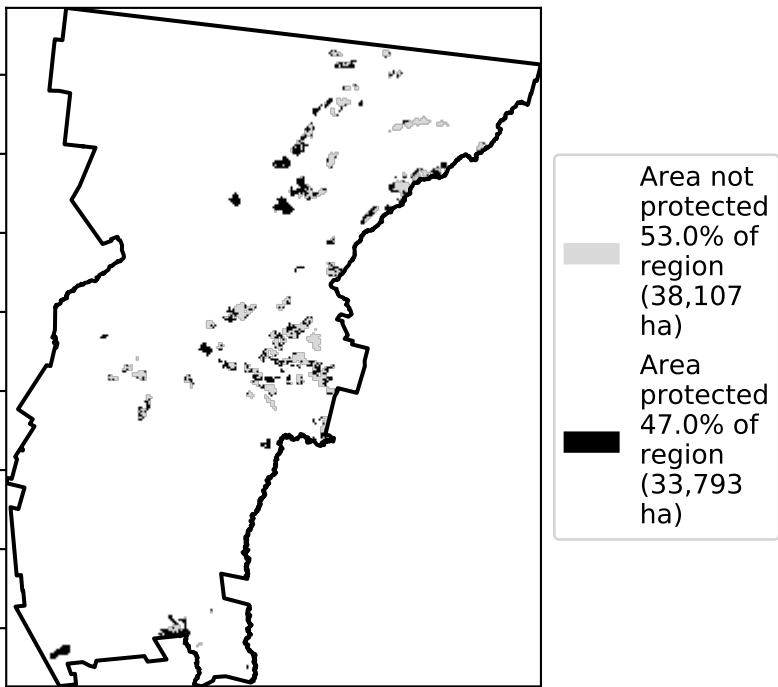 Area not
protected
53.0% of
region
(38,107
ha)
Area
protected
47.0% of
region
(33,793
ha)